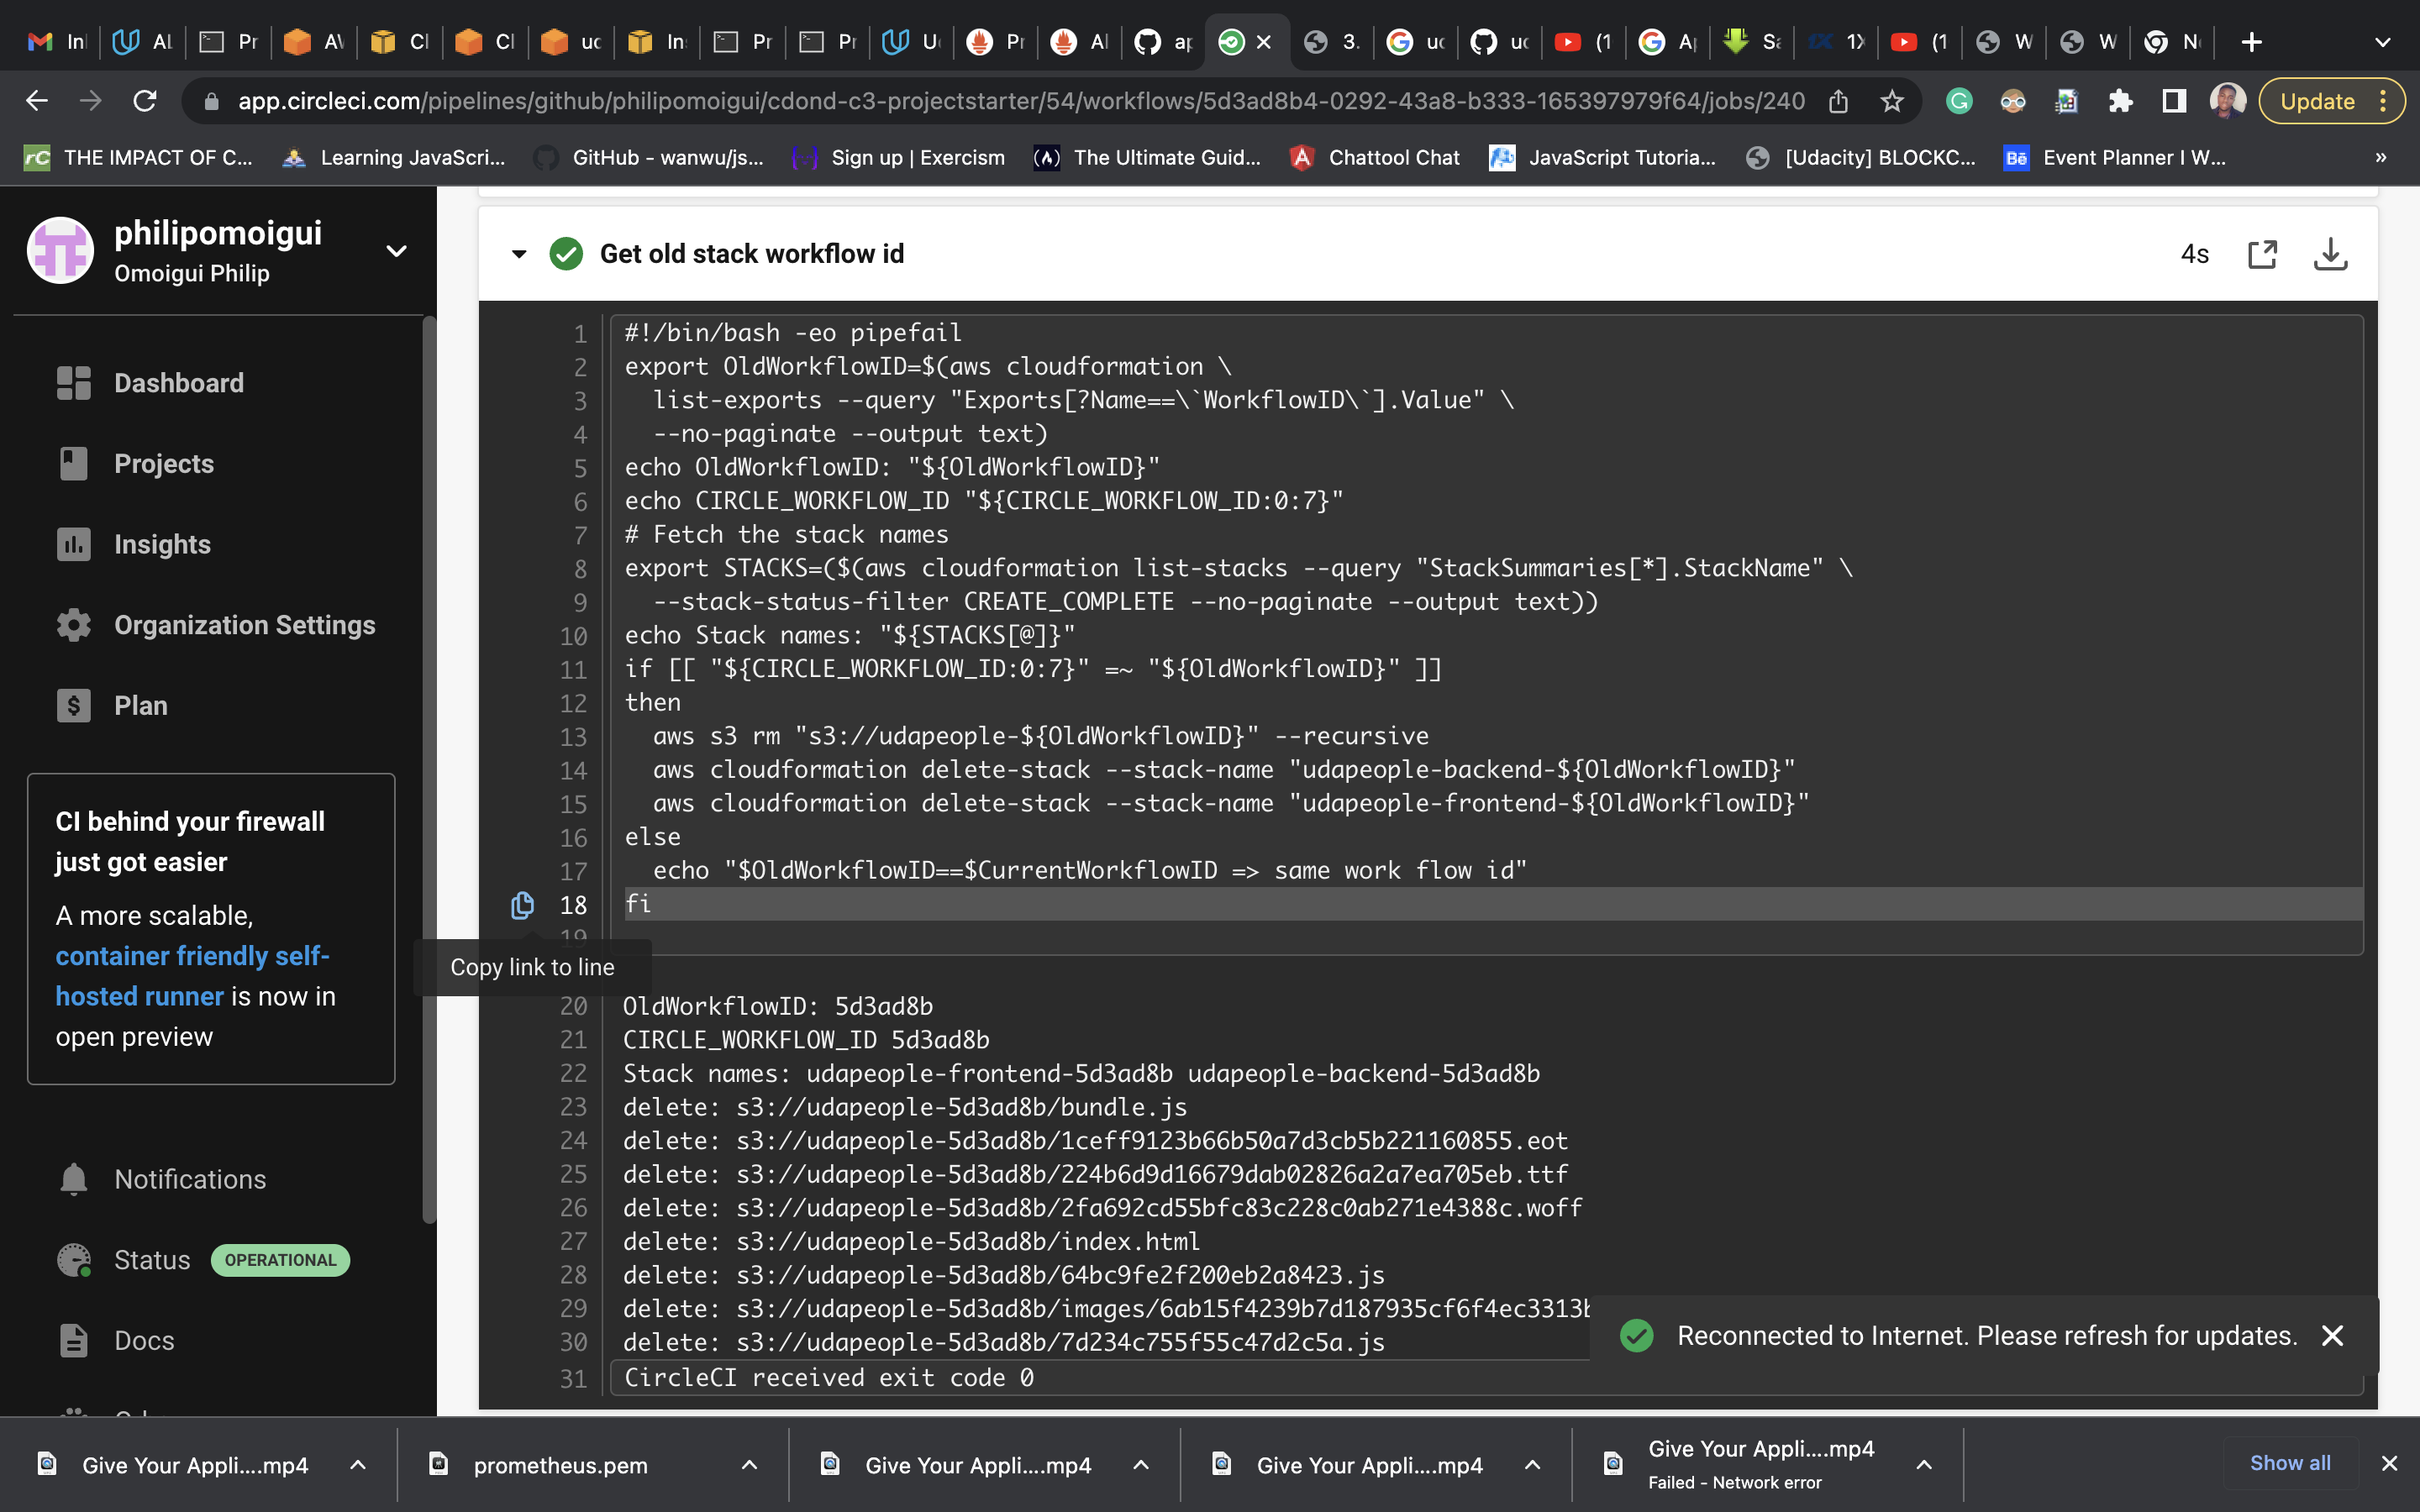 In
AL
Pr
AV
Cl
Cl
uc
In
Pr
Pr
U
Pr
Al
ap
3.
uc
uc
(1
Ap
Sa
1X
(1
W
W
N
app.circleci.com/pipelines/github/philipomoigui/cdond-c3-projectstarter/54/workflows/5d3ad8b4-0292-43a8-b333-165397979f64/jobs/240
Update
THE IMPACT OF C...
Learning JavaScri...
GitHub - wanwu/js...
Sign up | Exercism
The Ultimate Guid...
Chattool Chat
JavaScript Tutoria...
[Udacity] BLOCKC...
Event Planner I W...
»
philipomoigui
Omoigui Philip
Dashboard
Projects
Insights
Organization Settings
Plan
CI behind your firewall
just got easier
A more scalable,
container friendly self-
hosted runner is now in
open preview
Notifications
Status OPERATIONAL
Docs
Get old stack workflow id
4s
1 #!/bin/bash -eo pipefail
2 export OldWorkflowID=$(aws cloudformation \
3 list-exports --query "Exports[?Name==\`WorkflowID\`].Value" \
4 --no-paginate --output text)
5 echo OldWorkflowID: "${OldWorkflowID}"
6 echo CIRCLE_WORKFLOW_ID "${CIRCLE_WORKFLOW_ID:0:7}"
7 # Fetch the stack names
8 export STACKS=($(aws cloudformation list-stacks --query "StackSummaries[*].StackName" \
9 --stack-status-filter CREATE_COMPLETE --no-paginate --output text))
10 echo Stack names: "${STACKS[@]}"
11 if [[ "${CIRCLE_WORKFLOW_ID:0:7}" =~ "${OldWorkflowID}" ]]
12 then
13 aws s3 rm "s3://udapeople-${OldWorkflowID}" --recursive
14 aws cloudformation delete-stack --stack-name "udapeople-backend-${OldWorkflowID}"
15 aws cloudformation delete-stack --stack-name "udapeople-frontend-${OldWorkflowID}"
16 else
17 echo "$OldWorkflowID==$CurrentWorkflowID => same work flow id"
18 fi
19
Copy link to line
20 OldWorkflowID: 5d3ad8b
21 CIRCLE_WORKFLOW_ID 5d3ad8b
22 Stack names: udapeople-frontend-5d3ad8b udapeople-backend-5d3ad8b
23 delete: s3://udapeople-5d3ad8b/bundle.js
24 delete: s3://udapeople-5d3ad8b/1ceff9123b66b50a7d3cb5b221160855.eot
25 delete: s3://udapeople-5d3ad8b/224b6d9d16679dab02826a2a7ea705eb.ttf
26 delete: s3://udapeople-5d3ad8b/2fa692cd55bfc83c228c0ab271e4388c.woff
27 delete: s3://udapeople-5d3ad8b/index.html
28 delete: s3://udapeople-5d3ad8b/64bc9fe2f200eb2a8423.js
29 delete: s3://udapeople-5d3ad8b/images/6ab15f4239b7d187935cf6f4ec3313b
30 delete: s3://udapeople-5d3ad8b/7d234c755f55c47d2c5a.js
31 CircleCI received exit code 0
Reconnected to Internet. Please refresh for updates.
Give Your Appli....mp4
prometheus.pem
Give Your Appli....mp4
Give Your Appli....mp4
Give Your Appli....mp4
Failed - Network error
Show all